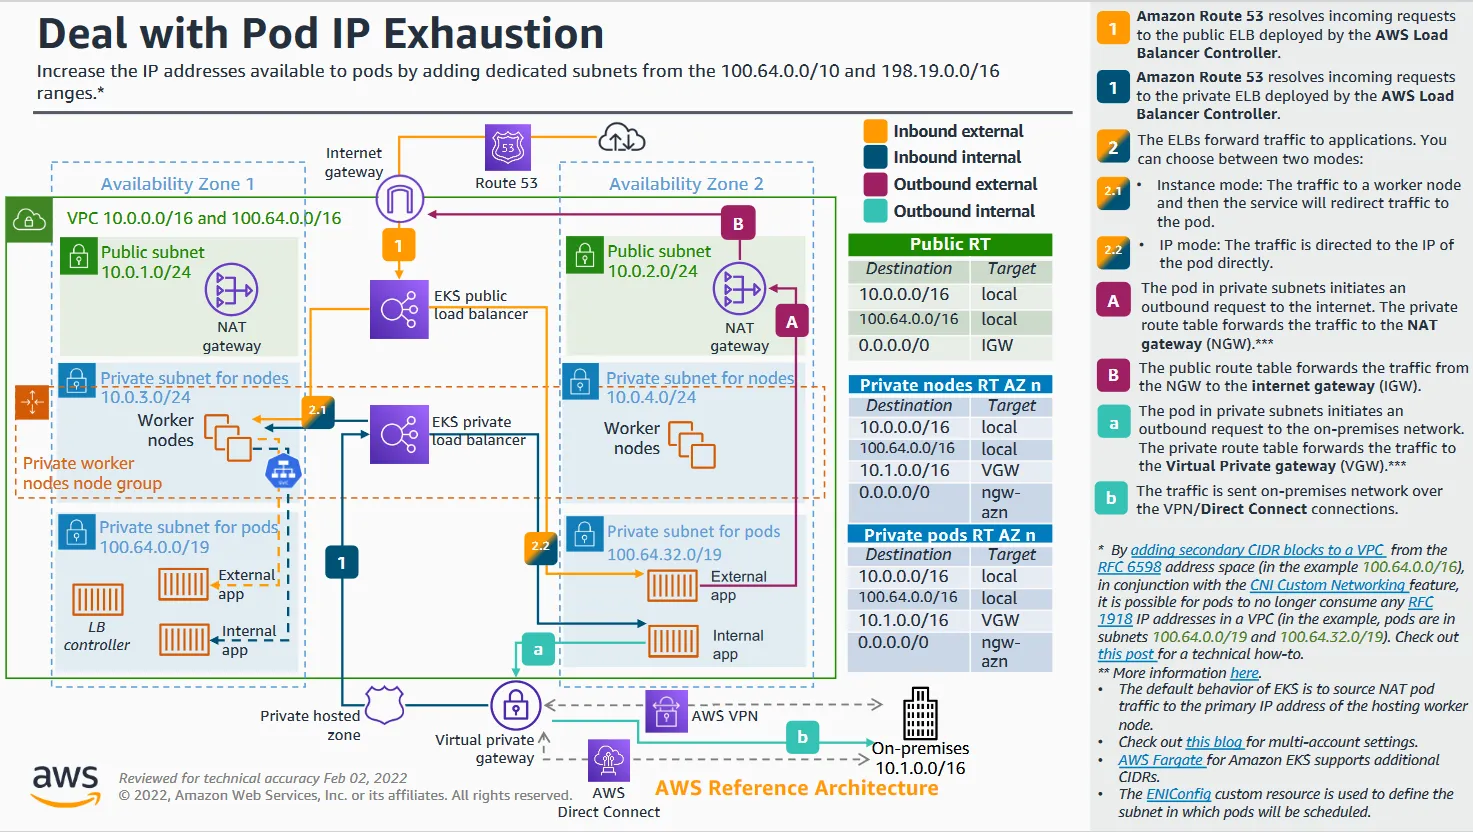 Deal with Pod IP Exhaustion
Increase the IP addresses available to pods by adding dedicated subnets from the 100.64.0.0/10 and 198.19.0.0/16
ranges.*
Internet
gateway
53
Route 53
Availability Zone 1
Availability Zone 2
VPC 10.0.0.0/16 and 100.64.0.0/16
Public subnet
10.0.1.0/24
NAT
gateway
1
EKS public
load balancer
Public subnet
10.0.2.0/24
B
NAT
gateway
A
Private subnet for nodes
10.0.3.0/24
Worker
nodes
2.1
EKS private
load balancer
Private subnet for nodes
10.0.4.0/24
Worker
nodes
Private worker
nodes node group
svc
Private subnet for pods
100.64.0.0/19
External
app
LB
controller
Internal
app
1
2.2
Private subnet for pods
100.64.32.0/19
External
app
Internal
app
a
Private hosted
zone
Virtual private
gateway
AWS VPN
b
AWS
Direct Connect
On-premises
10.1.0.0/16
AWS Reference Architecture
aws
Reviewed for technical accuracy Feb 02, 2022
© 2022, Amazon Web Services, Inc. or its affiliates. All rights reserved.
Inbound external
Inbound internal
Outbound external
Outbound internal
Public RT
Destination Target
10.0.0.0/16 local
100.64.0.0/16 local
0.0.0.0/0 IGW
Private nodes RT AZ n
Destination Target
10.0.0.0/16 local
100.64.0.0/16 local
10.1.0.0/16 VGW
0.0.0.0/0 ngw-
azn
Private pods RT AZ n
Destination Target
10.0.0.0/16 local
100.64.0.0/16 local
10.1.0.0/16 VGW
0.0.0.0/0 ngw-
azn
1 Amazon Route 53 resolves incoming requests
to the public ELB deployed by the AWS Load
Balancer Controller.
1 Amazon Route 53 resolves incoming requests
to the private ELB deployed by the AWS Load
Balancer Controller.
2 The ELBs forward traffic to applications. You
can choose between two modes:
2.1 • Instance mode: The traffic to a worker node
and then the service will redirect traffic to
the pod.
2.2 • IP mode: The traffic is directed to the IP of
the pod directly.
A The pod in private subnets initiates an
outbound request to the internet. The private
route table forwards the traffic to the NAT
gateway (NGW).***
B The public route table forwards the traffic from
the NGW to the internet gateway (IGW).
a The pod in private subnets initiates an
outbound request to the on-premises network.
The private route table forwards the traffic to
the Virtual Private gateway (VGW).***
b The traffic is sent on-premises network over
the VPN/Direct Connect connections.
* By adding secondary CIDR blocks to a VPC from the
RFC 6598 address space (in the example 100.64.0.0/16),
in conjunction with the CNI Custom Networking feature,
it is possible for pods to no longer consume any RFC
1918 IP addresses in a VPC (in the example, pods are in
subnets 100.64.0.0/19 and 100.64.32.0/19). Check out
this post for a technical how-to.
** More information here.
• The default behavior of EKS is to source NAT pod
traffic to the primary IP address of the hosting worker
node.
• Check out this blog for multi-account settings.
• AWS Fargate for Amazon EKS supports additional
CIDRs.
• The ENIConfig custom resource is used to define the
subnet in which pods will be scheduled.